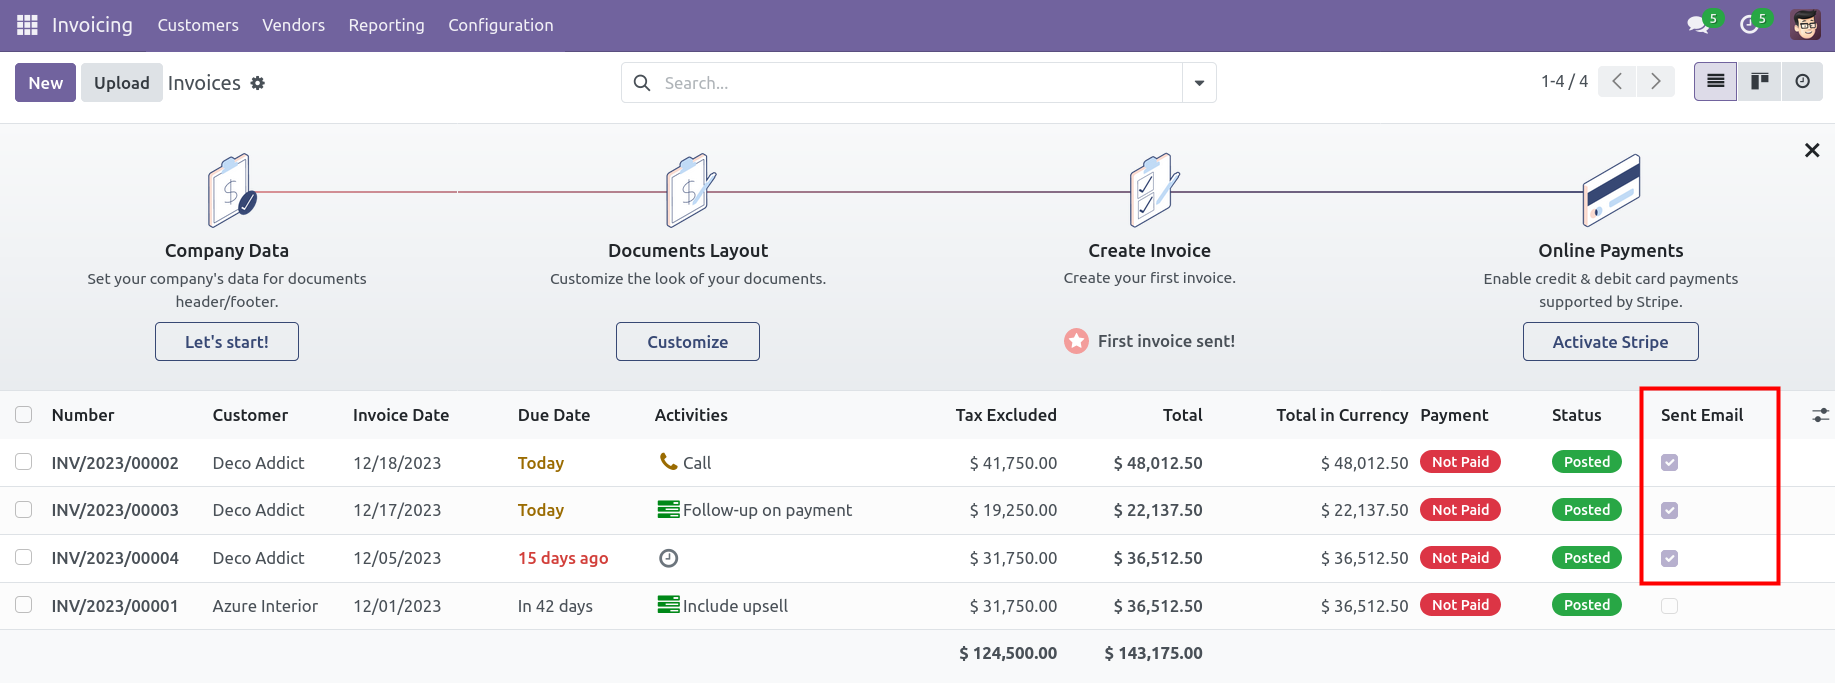 Invoicing Customers Vendors Reporting Configuration 5 5
New Upload Invoices Search... 1-4 / 4
Company Data
Set your company's data for documents
header/footer.
Let's start!
Documents Layout
Customize the look of your documents.
Customize
Create Invoice
Create your first invoice.
First invoice sent!
Online Payments
Enable credit & debit card payments
supported by Stripe.
Activate Stripe
Number Customer Invoice Date Due Date Activities Tax Excluded Total Total in Currency Payment Status Sent Email
INV/2023/00002 Deco Addict 12/18/2023 Today Call $ 41,750.00 $ 48,012.50 $ 48,012.50 Not Paid Posted
INV/2023/00003 Deco Addict 12/17/2023 Today Follow-up on payment $ 19,250.00 $ 22,137.50 $ 22,137.50 Not Paid Posted
INV/2023/00004 Deco Addict 12/05/2023 15 days ago $ 31,750.00 $ 36,512.50 $ 36,512.50 Not Paid Posted
INV/2023/00001 Azure Interior 12/01/2023 In 42 days Include upsell $ 31,750.00 $ 36,512.50 $ 36,512.50 Not Paid Posted
$ 124,500.00 $ 143,175.00